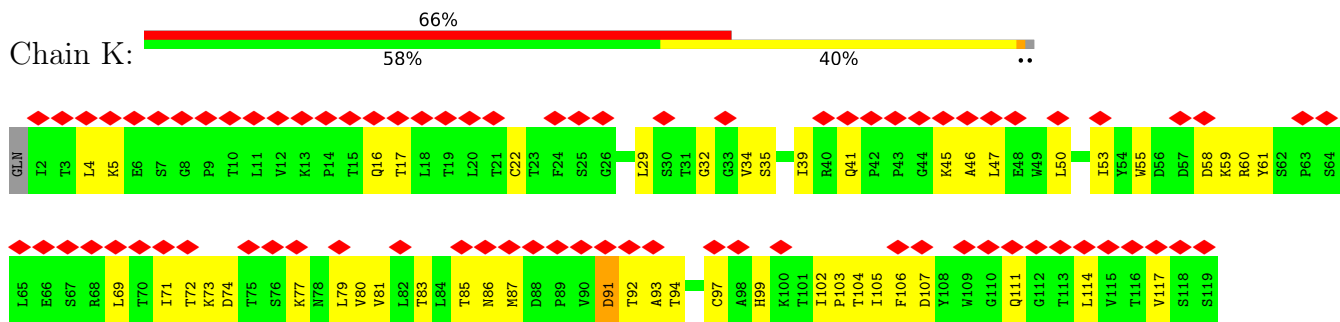 66%
Chain K:
58% 40% ••
GLN I2 T3 L4 K5 E6 S7 G8 P9 T10 L11 V12 K13 P14 T15 Q16 T17 L18 T19 L20 T21 C22 T23 F24 S25 G26 L29 S30 T31 G32 G33 V34 S35 I39 R40 Q41 P42 P43 G44 K45 A46 L47 E48 W49 L50 I53 Y54 W55 D56 D57 D58 K59 R60 Y61 S62 P63 S64
L65 E66 S67 R68 L69 T70 I71 T72 K73 D74 T75 S76 K77 N78 L79 V80 V81 L82 T83 L84 T85 N86 M87 D88 P89 V90 D91 T92 A93 T94 C97 A98 H99 K100 T101 I102 P103 T104 I105 F106 D107 Y108 W109 G110 Q111 G112 T113 L114 V115 T116 V117 S118 S119